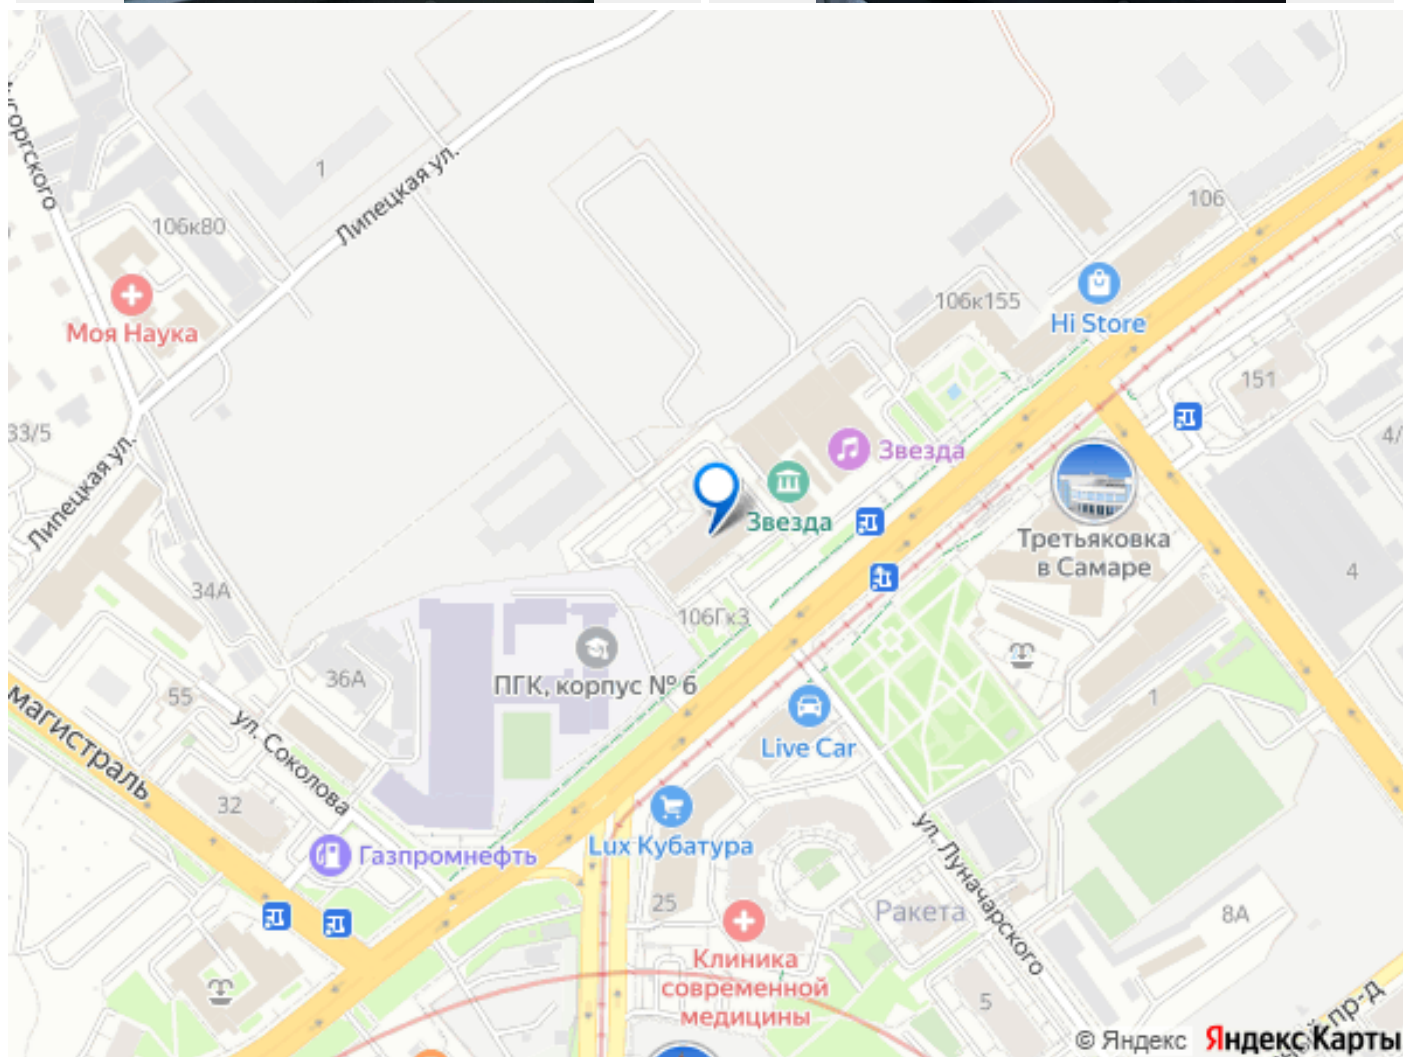 106
Липецкая ул.
1
106к80
Моя Наука
106к155
Hi Store
151
33/5
4/
Звезда
Звезда
Третьяковка
в Самаре
4
Липецкая ул.
34А
106Гк3
36А
ПГК, корпус № 6
55
1
магистраль
ул. Соколова
Live Car
32
Lux Кубатура
Газпромнефть
ул. Луначарского
25
Ракета
8А
Клиника
современной
медицины
5
пр-д
© Яндекс Яндекс Карты